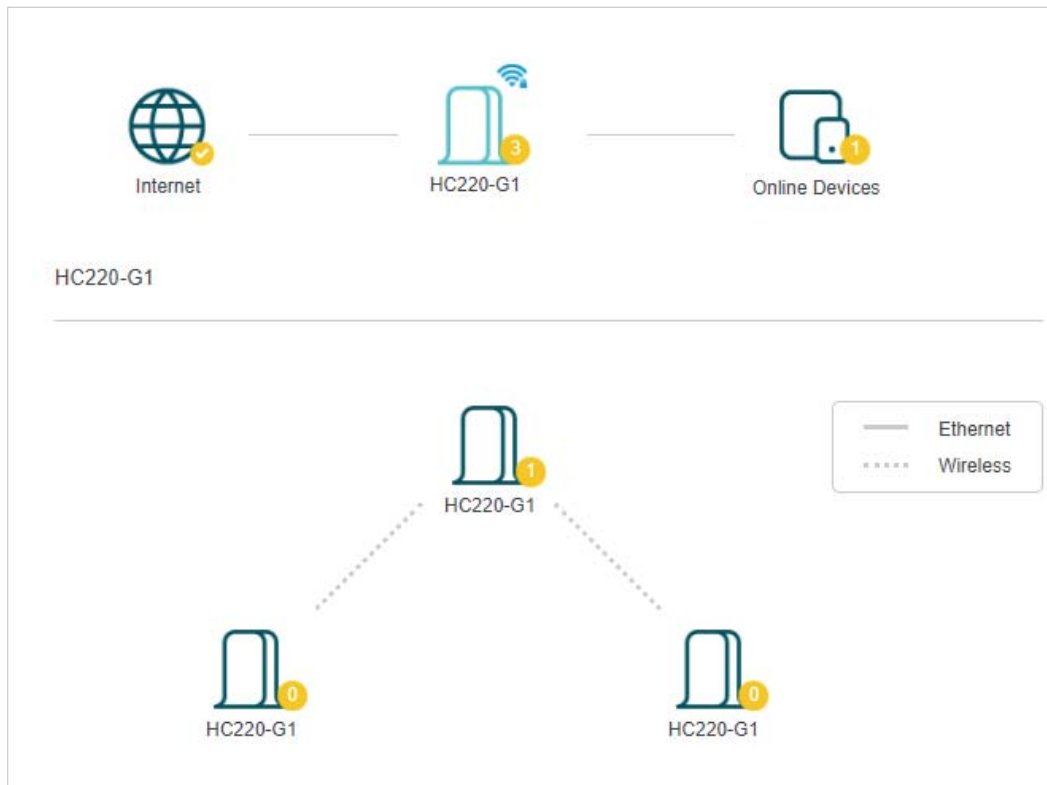 3
1
Internet
HC220-G1
Online Devices
HC220-G1
Ethernet
Wireless
1
HC220-G1
0
0
HC220-G1
HC220-G1